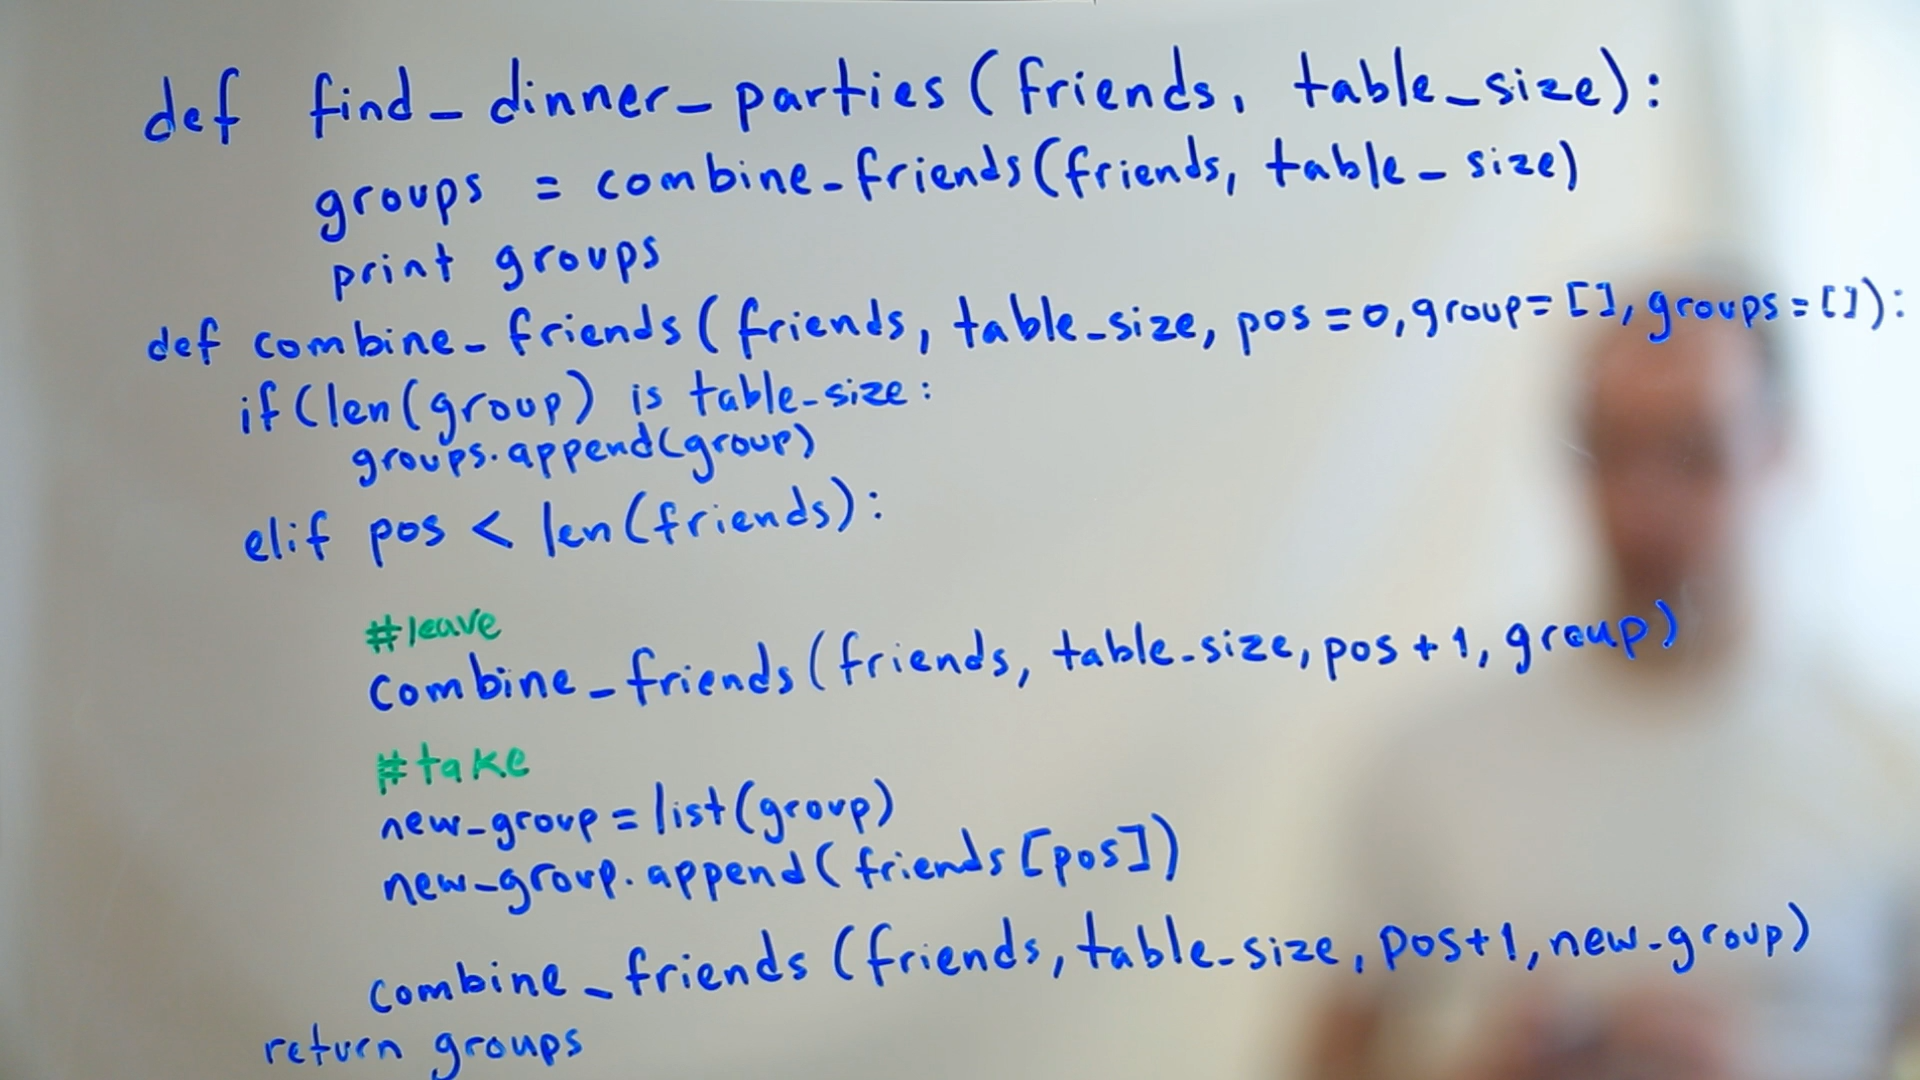 def find_dinner_parties(friends, table_size):
groups = combine_friends(friends, table_size)
print groups
def combine_friends(friends, table_size, pos=0, group=[], groups=[]):
if(len(group) is table_size:
groups.append(group)
elif pos < len(friends):
#leave
combine_friends(friends, table_size, pos+1, group)
#take
new_group = list(group)
new_group.append(friends[pos])
combine_friends(friends, table_size, pos+1, new_group)
return groups